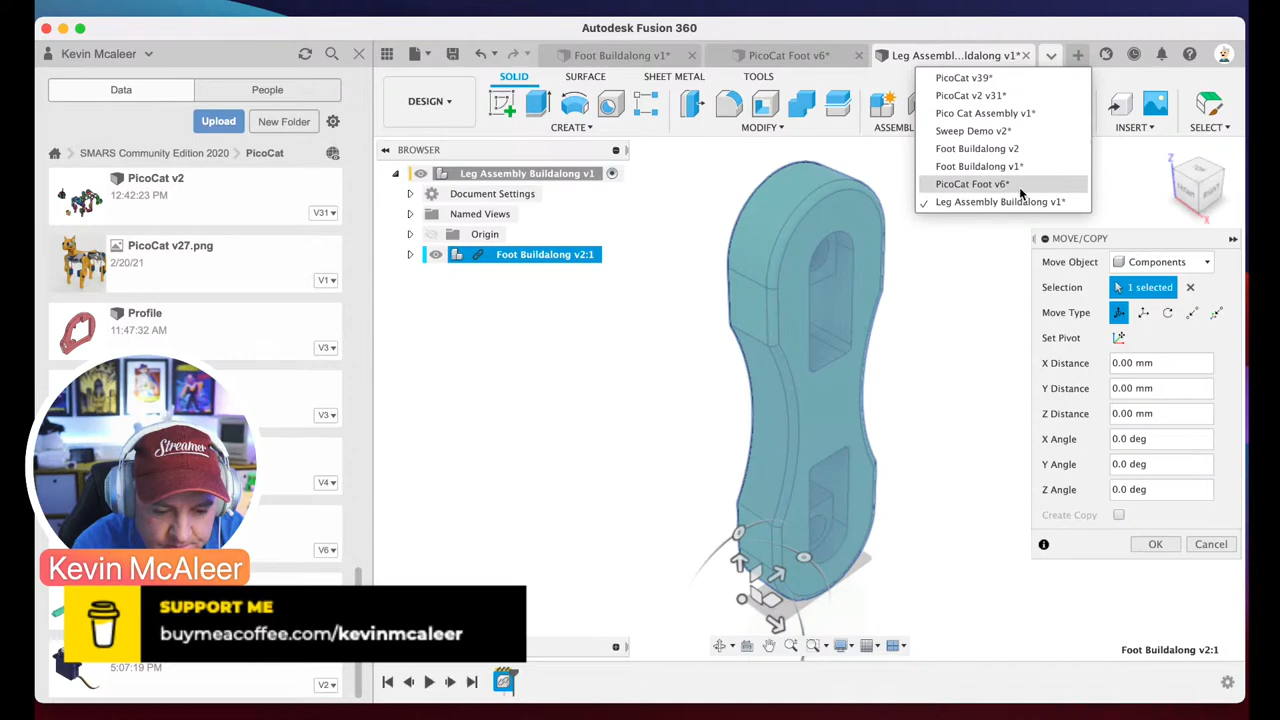 Autodesk Fusion 360
Kevin Mcaleer
Foot Buildalong v1*
PicoCat Foot v6*
Leg Assembl...ldalong v1*
Data
People
Upload
New Folder
SMARS Community Edition 2020 > PicoCat
PicoCat v2
12:42:23 PM
V31
PicoCat v27.png
2/20/21
V1
Profile
11:47:32 AM
V3
V3
V4
V6
5:07:19 PM
V2
DESIGN
SOLID
SURFACE
SHEET METAL
TOOLS
CREATE
MODIFY
ASSEMB
INSERT
SELECT
BROWSER
Leg Assembly Buildalong v1
Document Settings
Named Views
Origin
Foot Buildalong v2:1
PicoCat v39*
PicoCat v2 v31*
Pico Cat Assembly v1*
Sweep Demo v2*
Foot Buildalong v2
Foot Buildalong v1*
PicoCat Foot v6*
Leg Assembly Buildalong v1*
MOVE/COPY
Move Object
Components
Selection
1 selected
Move Type
Set Pivot
X Distance
0.00 mm
Y Distance
0.00 mm
Z Distance
0.00 mm
X Angle
0.0 deg
Y Angle
0.0 deg
Z Angle
0.0 deg
Create Copy
OK
Cancel
Foot Buildalong v2:1
Streamer
Kevin McAleer
SUPPORT ME
buymeacoffee.com/kevinmcaleer